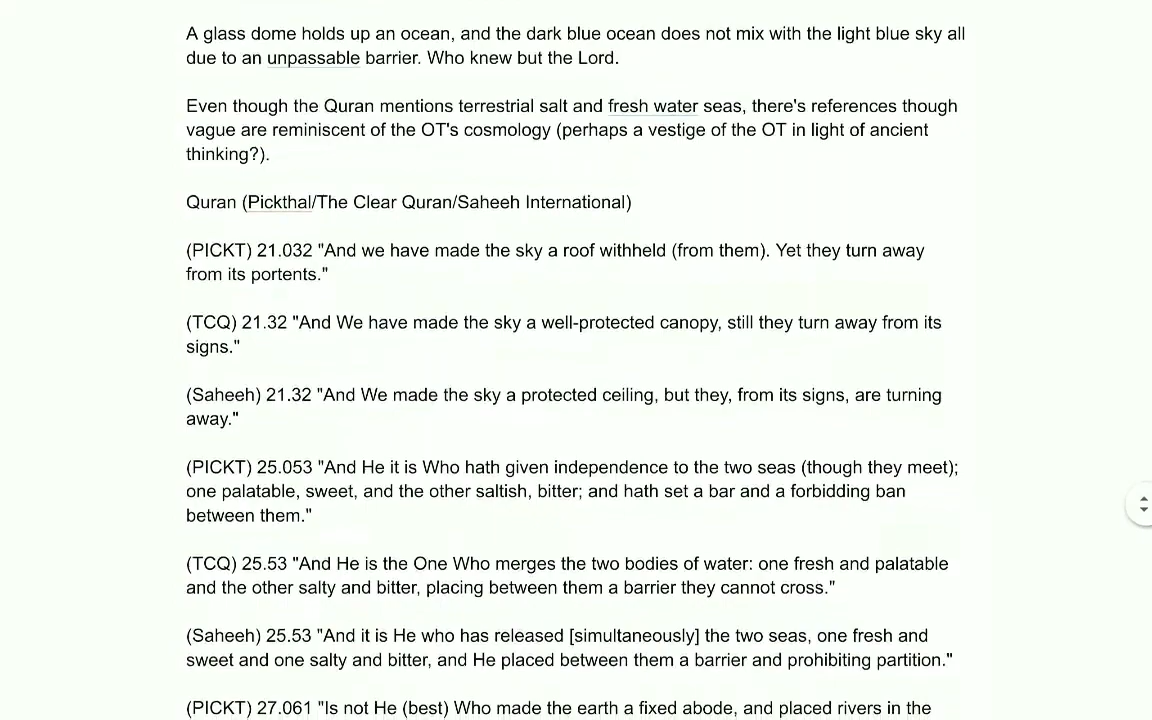 A glass dome holds up an ocean, and the dark blue ocean does not mix with the light blue sky all
due to an unpassable barrier. Who knew but the Lord.
Even though the Quran mentions terrestrial salt and fresh water seas, there's references though
vague are reminiscent of the OT's cosmology (perhaps a vestige of the OT in light of ancient
thinking?).
Quran (Pickthal/The Clear Quran/Saheeh International)
(PICKT) 21.032 "And we have made the sky a roof withheld (from them). Yet they turn away
from its portents."
(TCQ) 21.32 "And We have made the sky a well-protected canopy, still they turn away from its
signs."
(Saheeh) 21.32 "And We made the sky a protected ceiling, but they, from its signs, are turning
away."
(PICKT) 25.053 "And He it is Who hath given independence to the two seas (though they meet);
one palatable, sweet, and the other saltish, bitter; and hath set a bar and a forbidding ban
between them."
(TCQ) 25.53 "And He is the One Who merges the two bodies of water: one fresh and palatable
and the other salty and bitter, placing between them a barrier they cannot cross."
(Saheeh) 25.53 "And it is He who has released [simultaneously] the two seas, one fresh and
sweet and one salty and bitter, and He placed between them a barrier and prohibiting partition."
(PICKT) 27.061 "Is not He (best) Who made the earth a fixed abode, and placed rivers in the